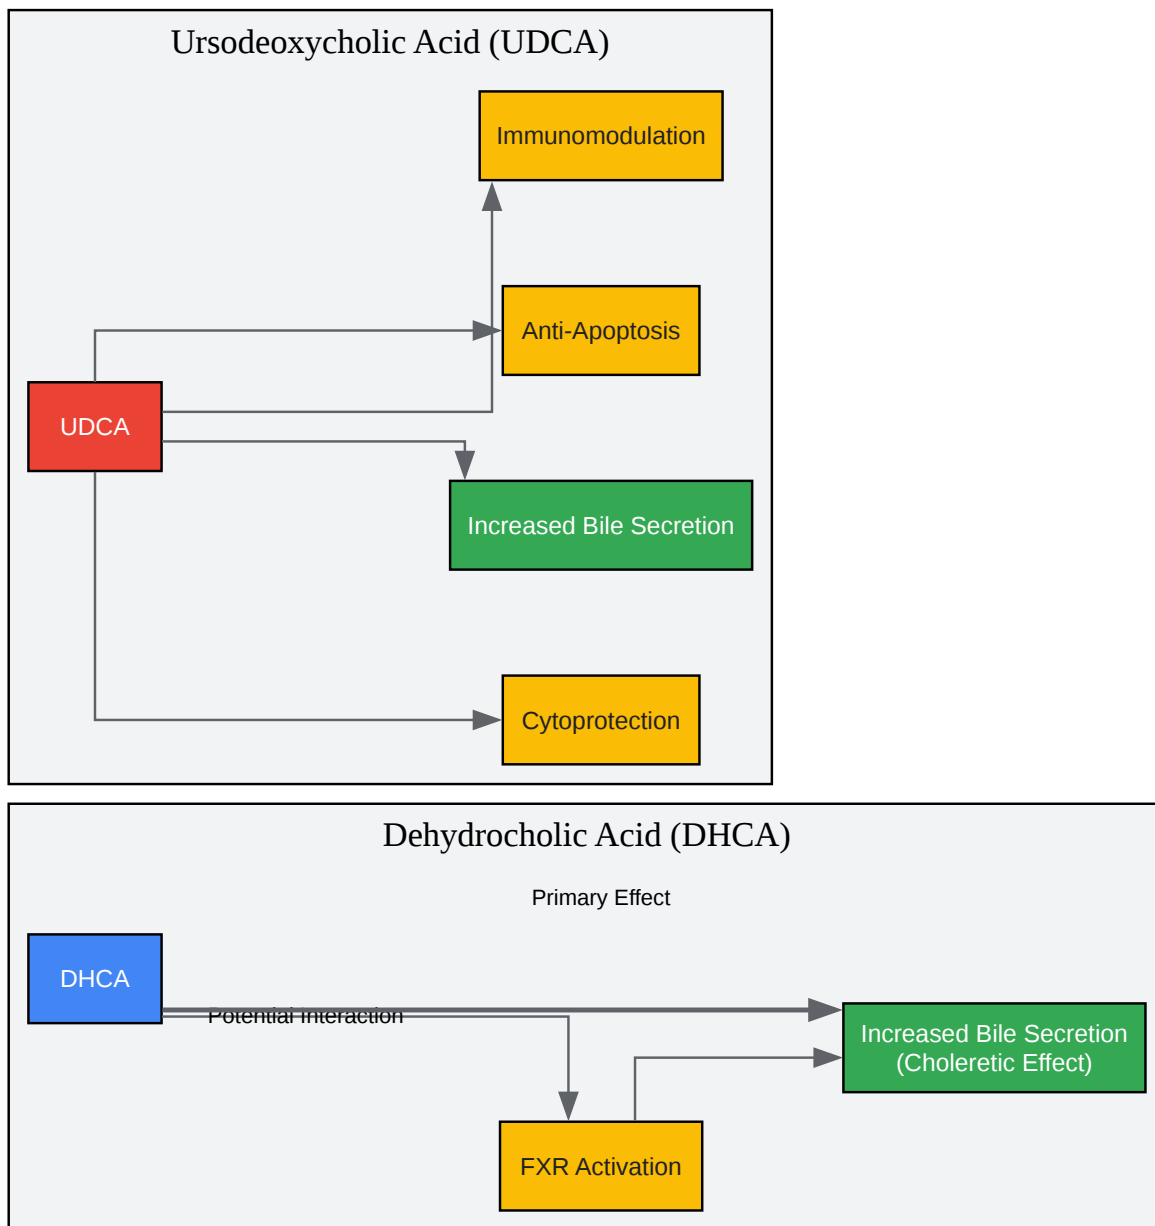 Ursodeoxycholic Acid (UDCA)
Immunomodulation
Anti-Apoptosis
UDCA
Increased Bile Secretion
Cytoprotection
Dehydrocholic Acid (DHCA)
Primary Effect
DHCA
Potential Interaction
Increased Bile Secretion
(Choleretic Effect)
FXR Activation